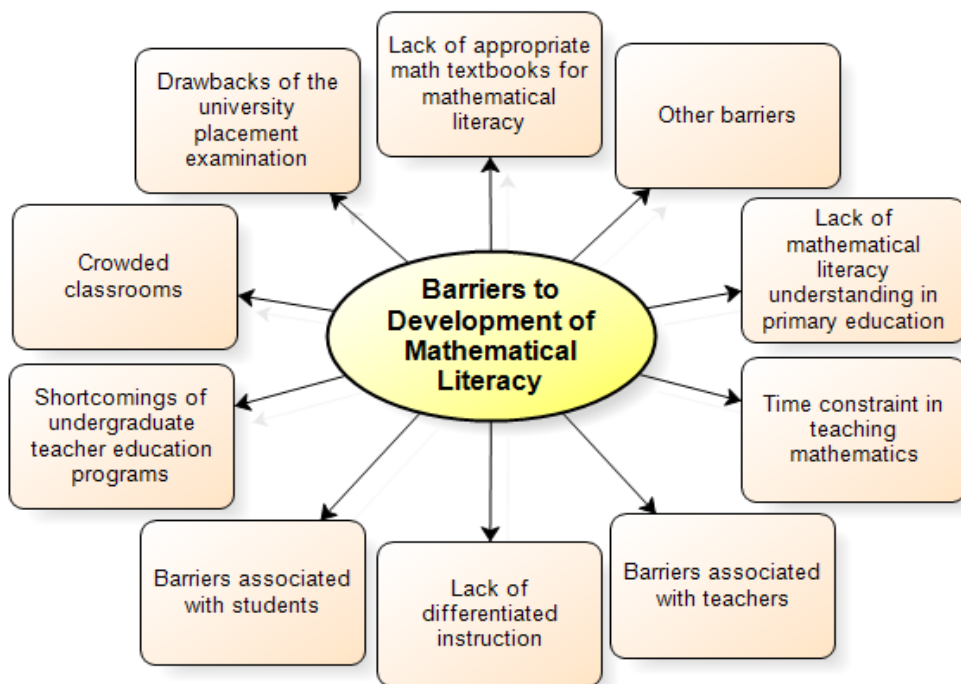 Lack of appropriate
math textbooks for
mathematical
literacy
Other barriers
Lack of
mathematical
literacy
understanding in
primary education
Time constraint in
teaching
mathematics
Barriers associated
with teachers
Lack of
differentiated
instruction
Barriers associated
with students
Shortcomings of
undergraduate
teacher education
programs
Crowded
classrooms
Drawbacks of the
university
placement
examination
Barriers to
Development of
Mathematical
Literacy